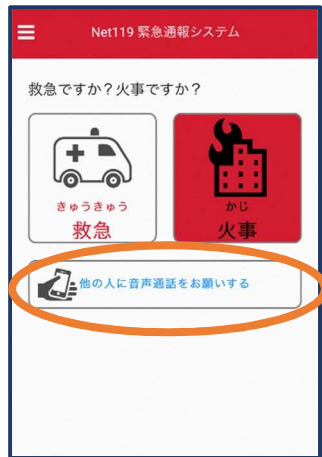 Net119 緊急通報システム
救急ですか？火事ですか？
きゅうきゅう
救急
かじ
火事
他の人に音声通話をお願いする